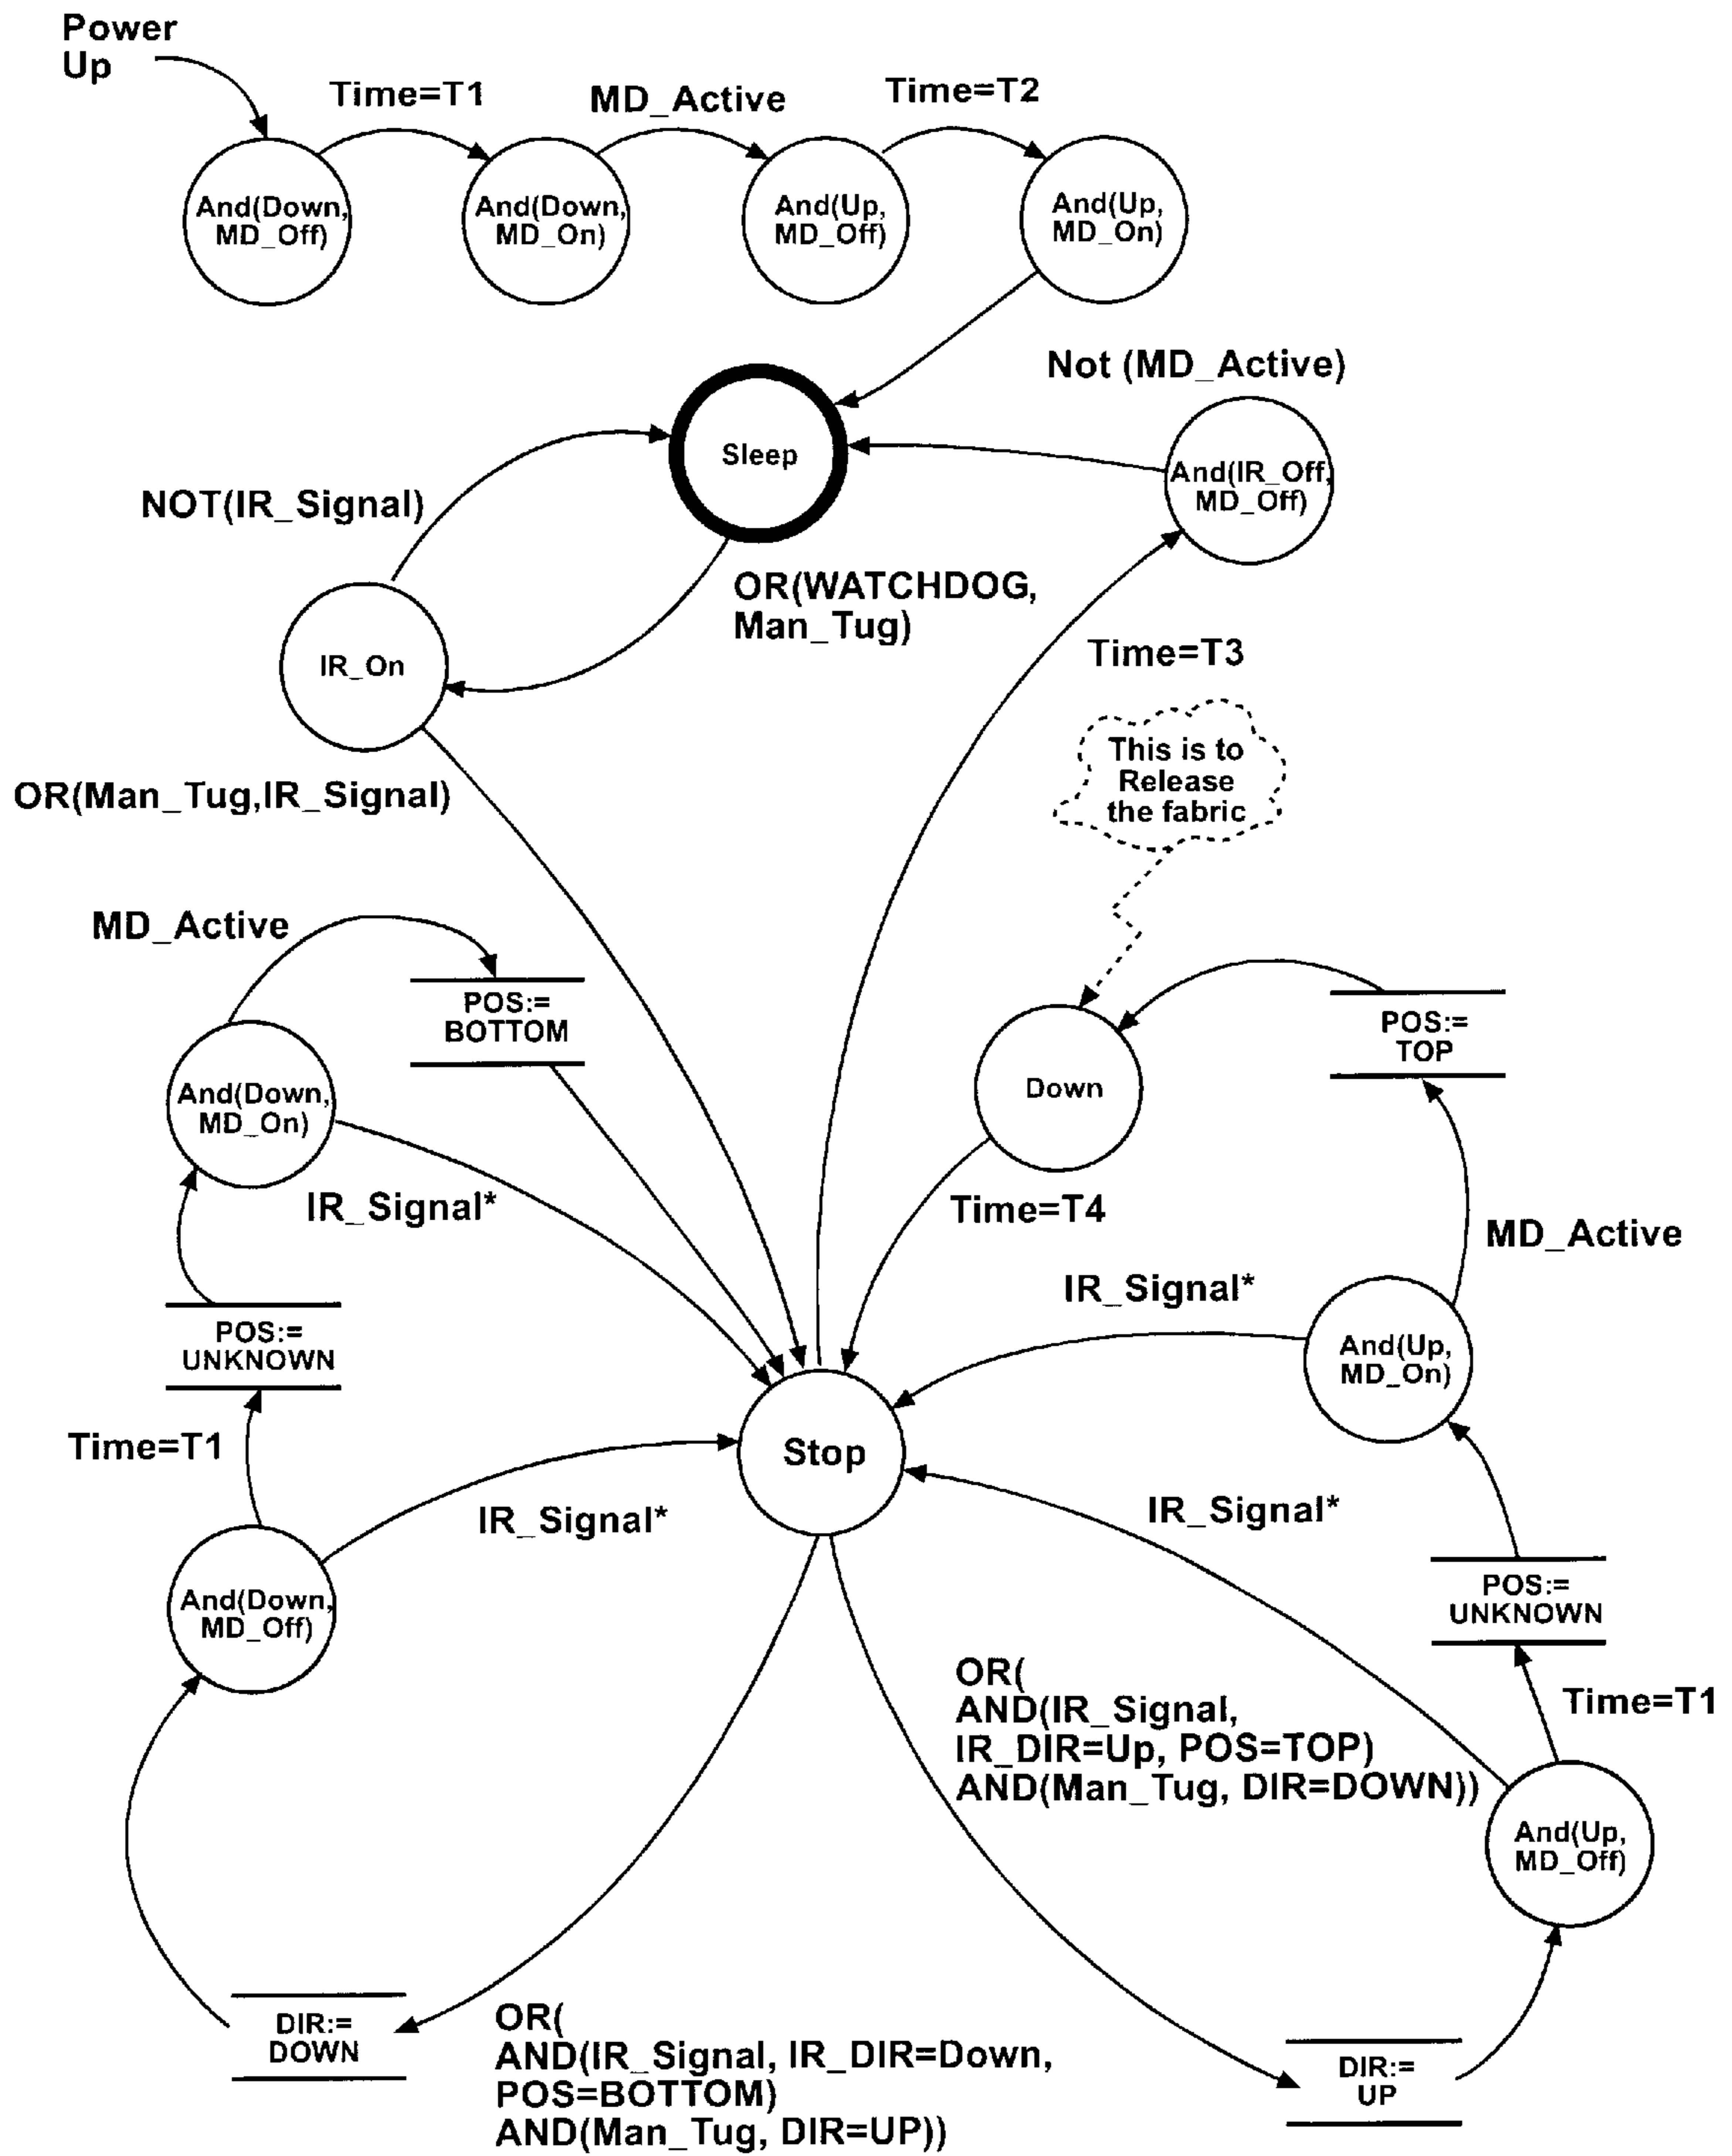 Power
Up
Time=T1
MD_Active
Time=T2
And(Down,
MD_Off)
And(Down,
MD_On)
And(Up,
MD_Off)
And(Up,
MD_On)
Not (MD_Active)
Sleep
And(IR_Off,
MD_Off)
NOT(IR_Signal)
OR(WATCHDOG,
Man_Tug)
IR_On
Time=T3
OR(Man_Tug,IR_Signal)
This is to
Release
the fabric
MD_Active
POS:=
BOTTOM
POS:=
TOP
Down
And(Down,
MD_On)
IR_Signal*
Time=T4
MD_Active
IR_Signal*
POS:=
UNKNOWN
And(Up,
MD_On)
Time=T1
Stop
IR_Signal*
IR_Signal*
And(Down,
MD_Off)
POS:=
UNKNOWN
OR(
AND(IR_Signal,
IR_DIR=Up, POS=TOP)
AND(Man_Tug, DIR=DOWN))
Time=T1
And(Up,
MD_Off)
DIR:=
DOWN
OR(
AND(IR_Signal, IR_DIR=Down,
POS=BOTTOM)
AND(Man_Tug, DIR=UP))
DIR:=
UP